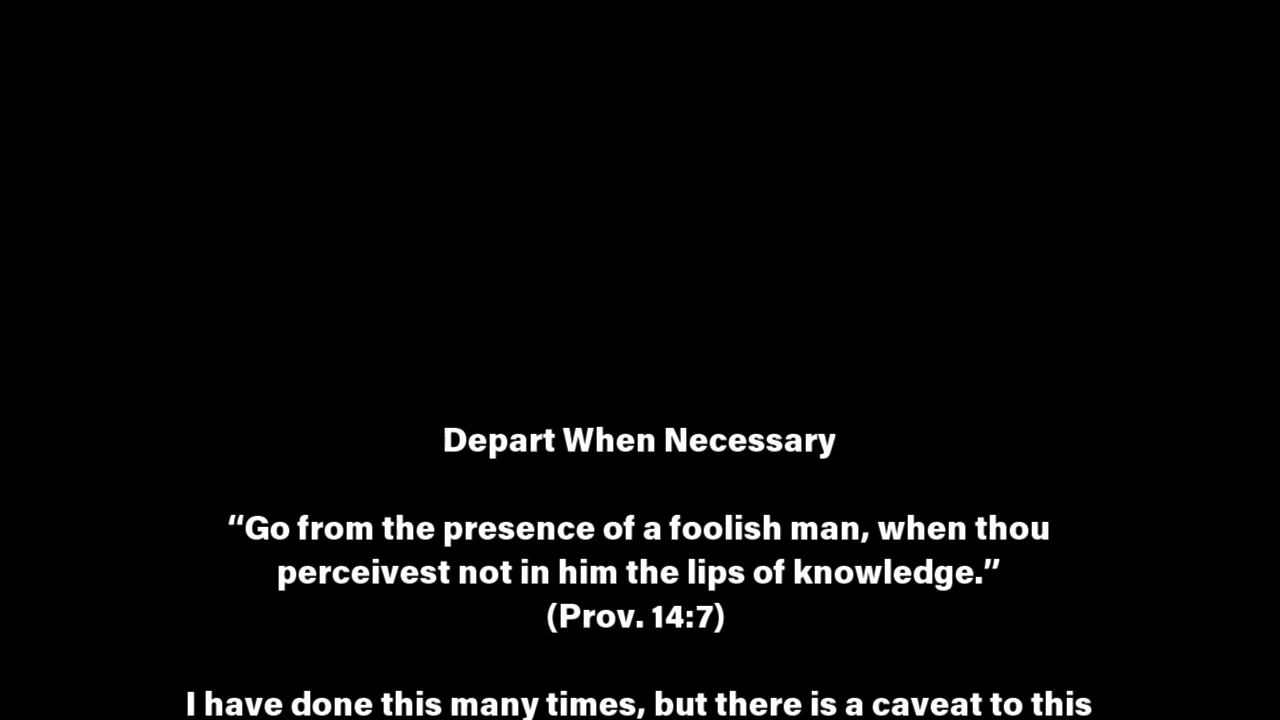 Depart When Necessary
“Go from the presence of a foolish man, when thou
perceivest not in him the lips of knowledge.”
(Prov. 14:7)
I have done this many times, but there is a caveat to this